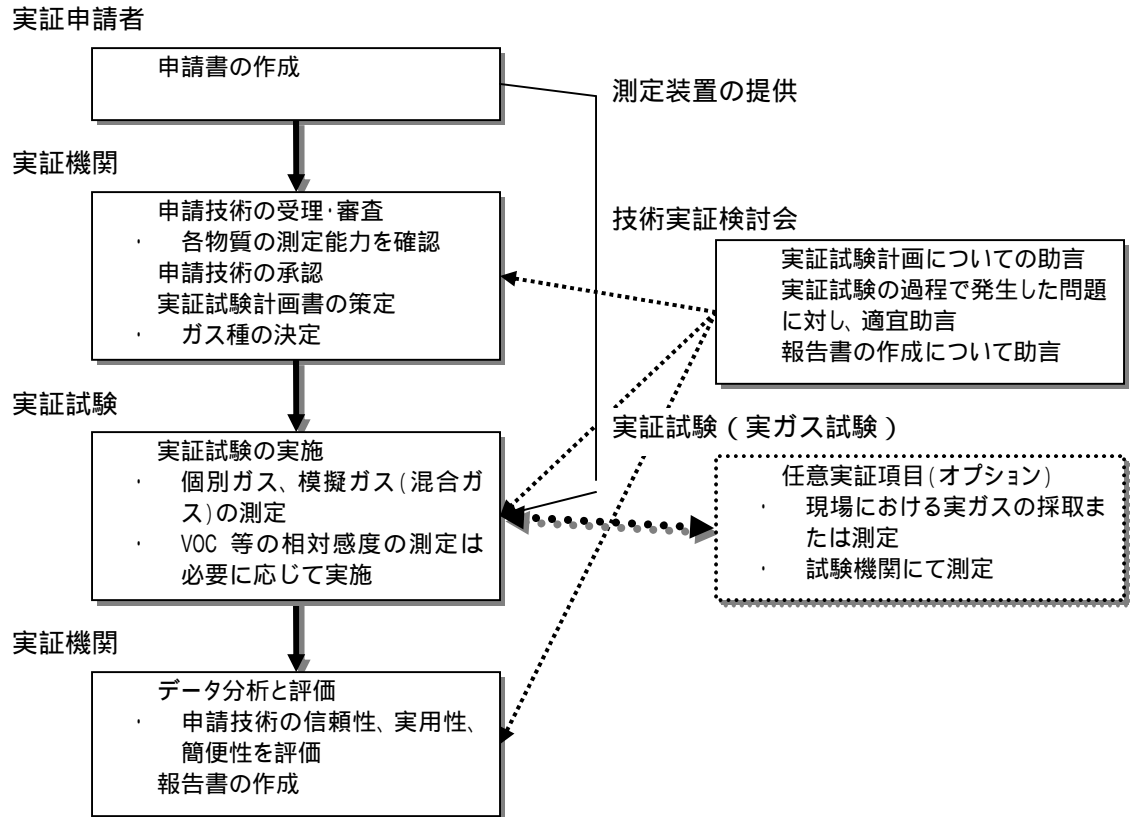 実証申請者
申請書の作成
測定装置の提供
実証機関
申請技術の受理・審査
・ 各物質の測定能力を確認
申請技術の承認
実証試験計画書の策定
・ ガス種の決定
技術実証検討会
実証試験計画についての助言
実証試験の過程で発生した問題
に対し、適宜助言
報告書の作成について助言
実証試験
実証試験の実施
・ 個別ガス、模擬ガス(混合ガ
ス)の測定
・ VOC 等の相対感度の測定は
必要に応じて実施
実証試験（実ガス試験）
任意実証項目(オプション)
・ 現場における実ガスの採取ま
たは測定
・ 試験機関にて測定
実証機関
データ分析と評価
・ 申請技術の信頼性、実用性、
簡便性を評価
報告書の作成